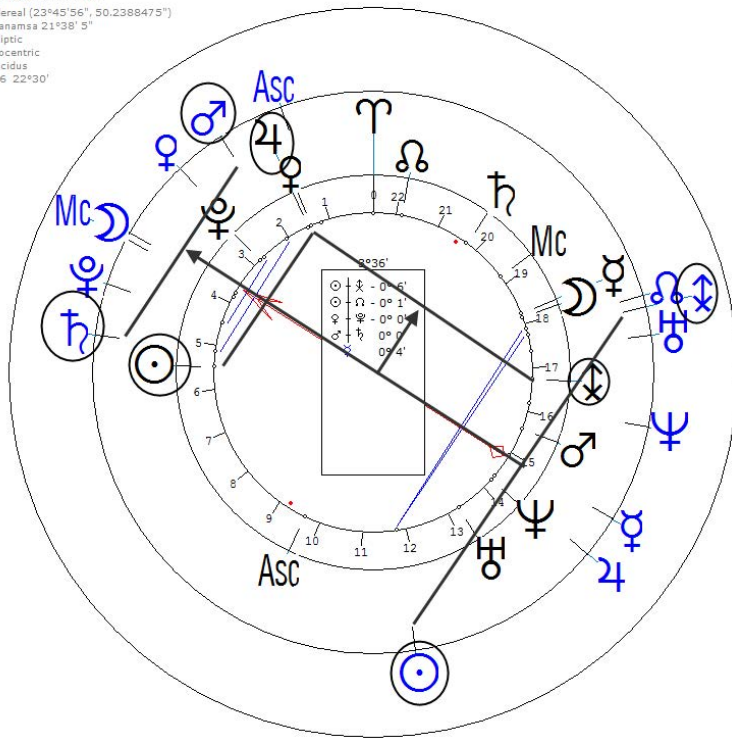 ereal (23°45'56", 50.2388475")
anamsa 21°38' 5"
iptic
ocentric
cidus
6 22°30'
Asc
♂ ♃ ♈
♀ ♀ ☊
♇ ♄
Mc ☽ Mc
♇ ☽ ☿ ☊
♄ ♅
☉
♂ ♆
♆ ☿
♅ ♃
Asc
☉
0 22 21 20 19 18 17 16 15 14 13 12 11 10 9 8 7 6 5 4 3 2 1
36'
- 0° 6'
☉ ┼ ☊ - 0° 1'
♀ ┼ ♇ - 0° 0'
♂ ┼ ♄ 0° 0
0° 4'